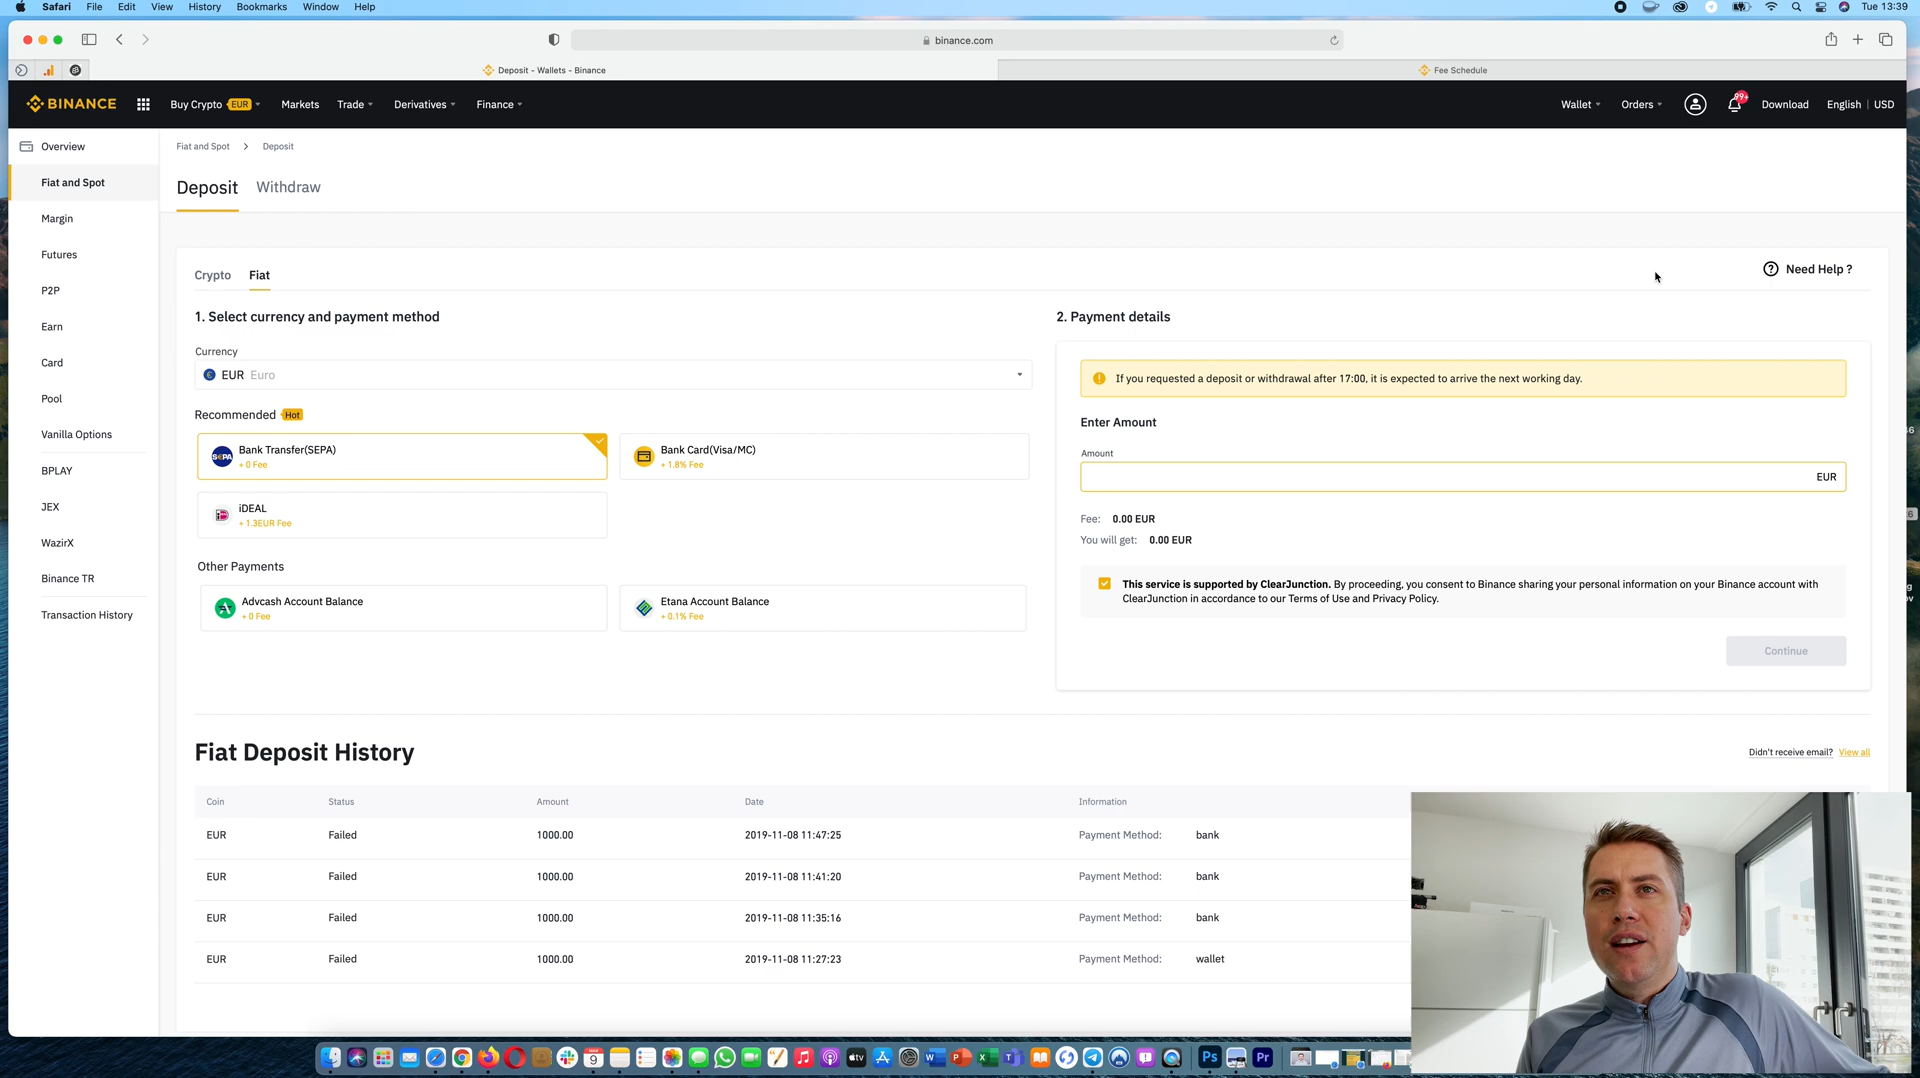 Safari File Edit View History Bookmarks Window Help Tue 13:39
binance.com
Deposit - Wallets - Binance Fee Schedule
BINANCE Buy Crypto EUR Markets Trade Derivatives Finance Wallet Orders 99+ Download English | USD
Overview
Fiat and Spot
Margin
Futures
P2P
Earn
Card
Pool
Vanilla Options
BPLAY
JEX
WazirX
Binance TR
Transaction History
Fiat and Spot > Deposit
Deposit Withdraw
Crypto Fiat
Need Help ?
1. Select currency and payment method
Currency
EUR Euro
Recommended Hot
SEPA Bank Transfer(SEPA)
+ 0 Fee
Bank Card(Visa/MC)
+ 1.8% Fee
iDEAL
+ 1.3EUR Fee
Other Payments
Advcash Account Balance
+ 0 Fee
Etana Account Balance
+ 0.1% Fee
2. Payment details
If you requested a deposit or withdrawal after 17:00, it is expected to arrive the next working day.
Enter Amount
Amount
EUR
Fee: 0.00 EUR
You will get: 0.00 EUR
This service is supported by ClearJunction. By proceeding, you consent to Binance sharing your personal information on your Binance account with
ClearJunction in accordance to our Terms of Use and Privacy Policy.
Continue
Fiat Deposit History
Didn't receive email? View all
Coin Status Amount Date Information
EUR Failed 1000.00 2019-11-08 11:47:25 Payment Method: bank
EUR Failed 1000.00 2019-11-08 11:41:20 Payment Method: bank
EUR Failed 1000.00 2019-11-08 11:35:16 Payment Method: bank
EUR Failed 1000.00 2019-11-08 11:27:23 Payment Method: wallet
9 tv W P X T Ps Pr